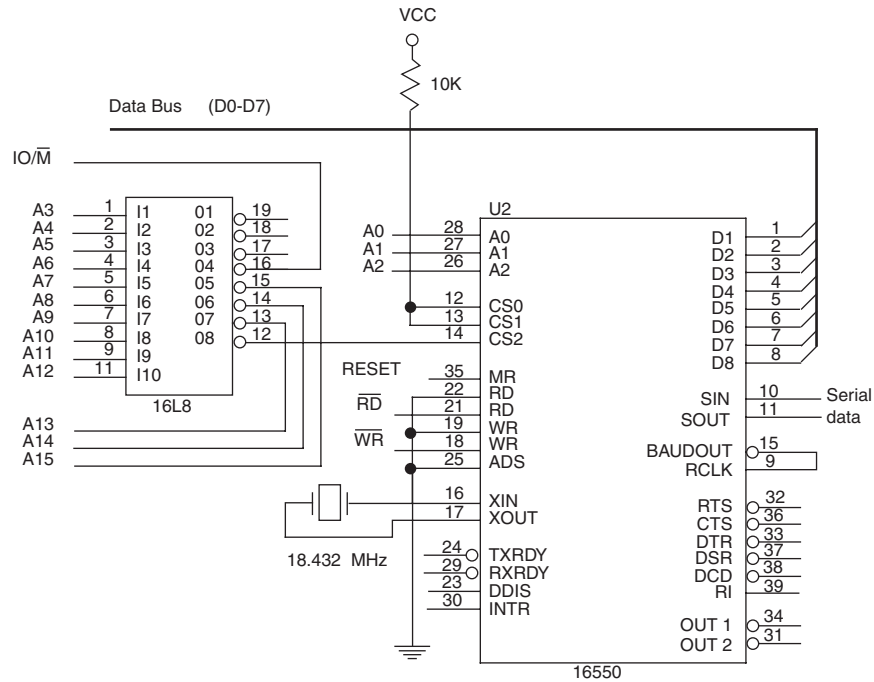 VCC
10K
Data Bus (D0-D7)
IO/M̅
A3 1 I1 01 19
A4 2 I2 02 18
A5 3 I3 03 17
A6 4 I4 04 16
A7 5 I5 05 15
A8 6 I6 06 14
A9 7 I7 07 13
A10 8 I8 08 12
A11 9 I9
A12 11 I10
16L8
A13
A14
A15
U2
A0 28 A0
A1 27 A1
A2 26 A2
12 CS0
13 CS1
14 CS2
RESET 35 MR
22 RD
R̅D̅ 21 RD
19 WR
W̅R̅ 18 WR
25 ADS
16 XIN
17 XOUT
18.432 MHz
24 TXRDY
29 RXRDY
23 DDIS
30 INTR
D1 1
D2 2
D3 3
D4 4
D5 5
D6 6
D7 7
D8 8
SIN 10 Serial
SOUT 11 data
BAUDOUT 15
RCLK 9
RTS 32
CTS 36
DTR 33
DSR 37
DCD 38
RI 39
OUT 1 34
OUT 2 31
16550